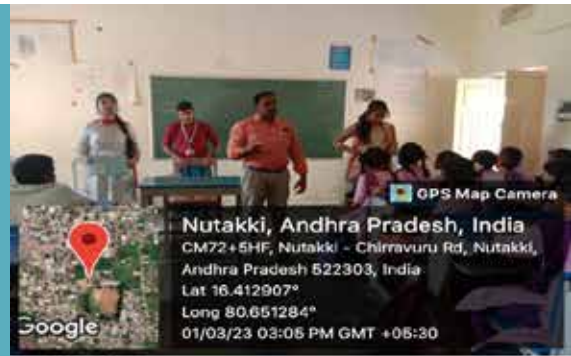 GPS Map Camera
Nutakki, Andhra Pradesh, India
CM72+5HF, Nutakki - Chirravuru Rd, Nutakki,
Andhra Pradesh 522303, India
Lat 16.412907°
Long 80.651284°
01/03/23 03:05 PM GMT +05:30
Google